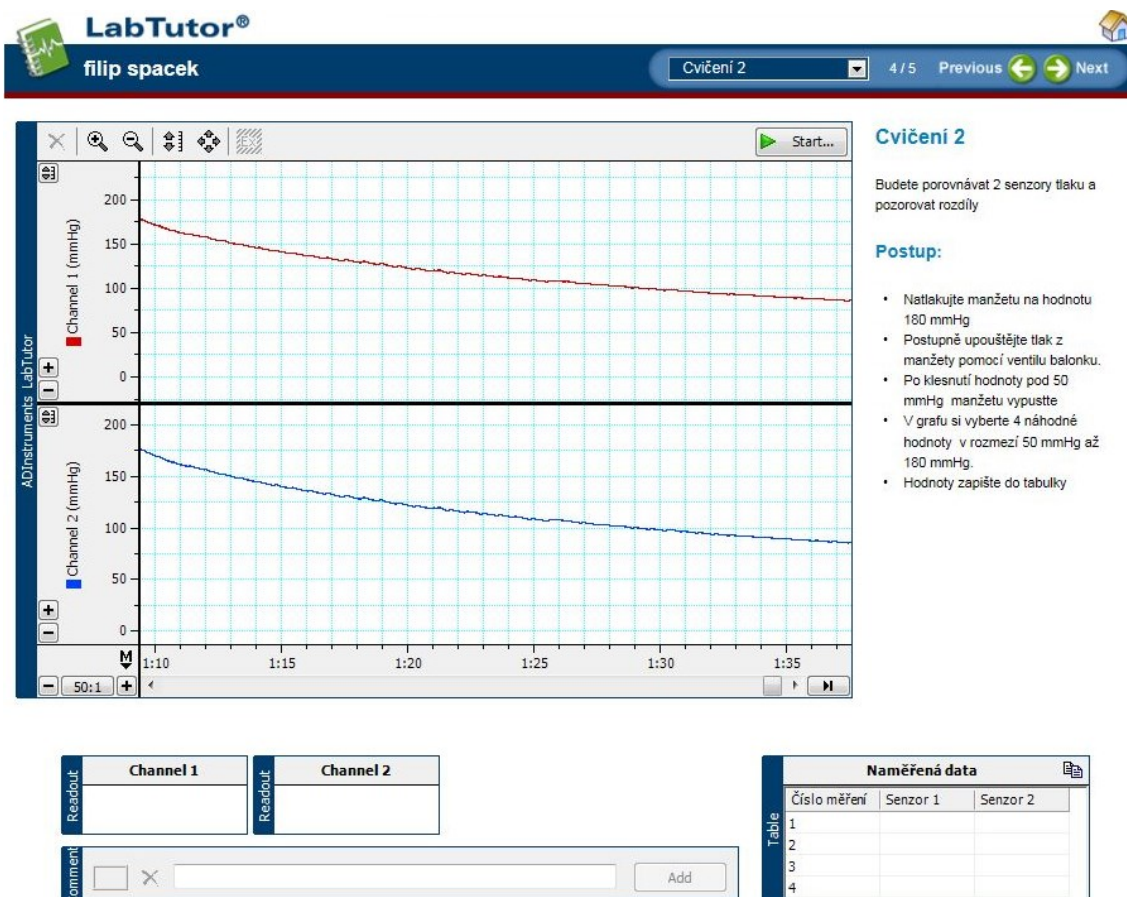 LabTutor®
filip spacek
Cvičení 2
4 / 5
Previous
Next
Start...
ADInstruments LabTutor
Channel 1 (mmHg)
200
150
100
50
0
Channel 2 (mmHg)
200
150
100
50
0
M
1:10
1:15
1:20
1:25
1:30
1:35
50:1
Cvičení 2
Budete porovnávat 2 senzory tlaku a
pozorovat rozdíly
Postup:
• Natlakujte manžetu na hodnotu
180 mmHg
• Postupně upouštějte tlak z
manžety pomocí ventilu balonku.
• Po klesnutí hodnoty pod 50
mmHg manžetu vypustte
• V grafu si vyberte 4 náhodné
hodnoty v rozmezí 50 mmHg až
180 mmHg.
• Hodnoty zapište do tabulky
Readout
Channel 1
Readout
Channel 2
Add
Table
Naměřená data
Číslo měření Senzor 1 Senzor 2
1
2
3
4